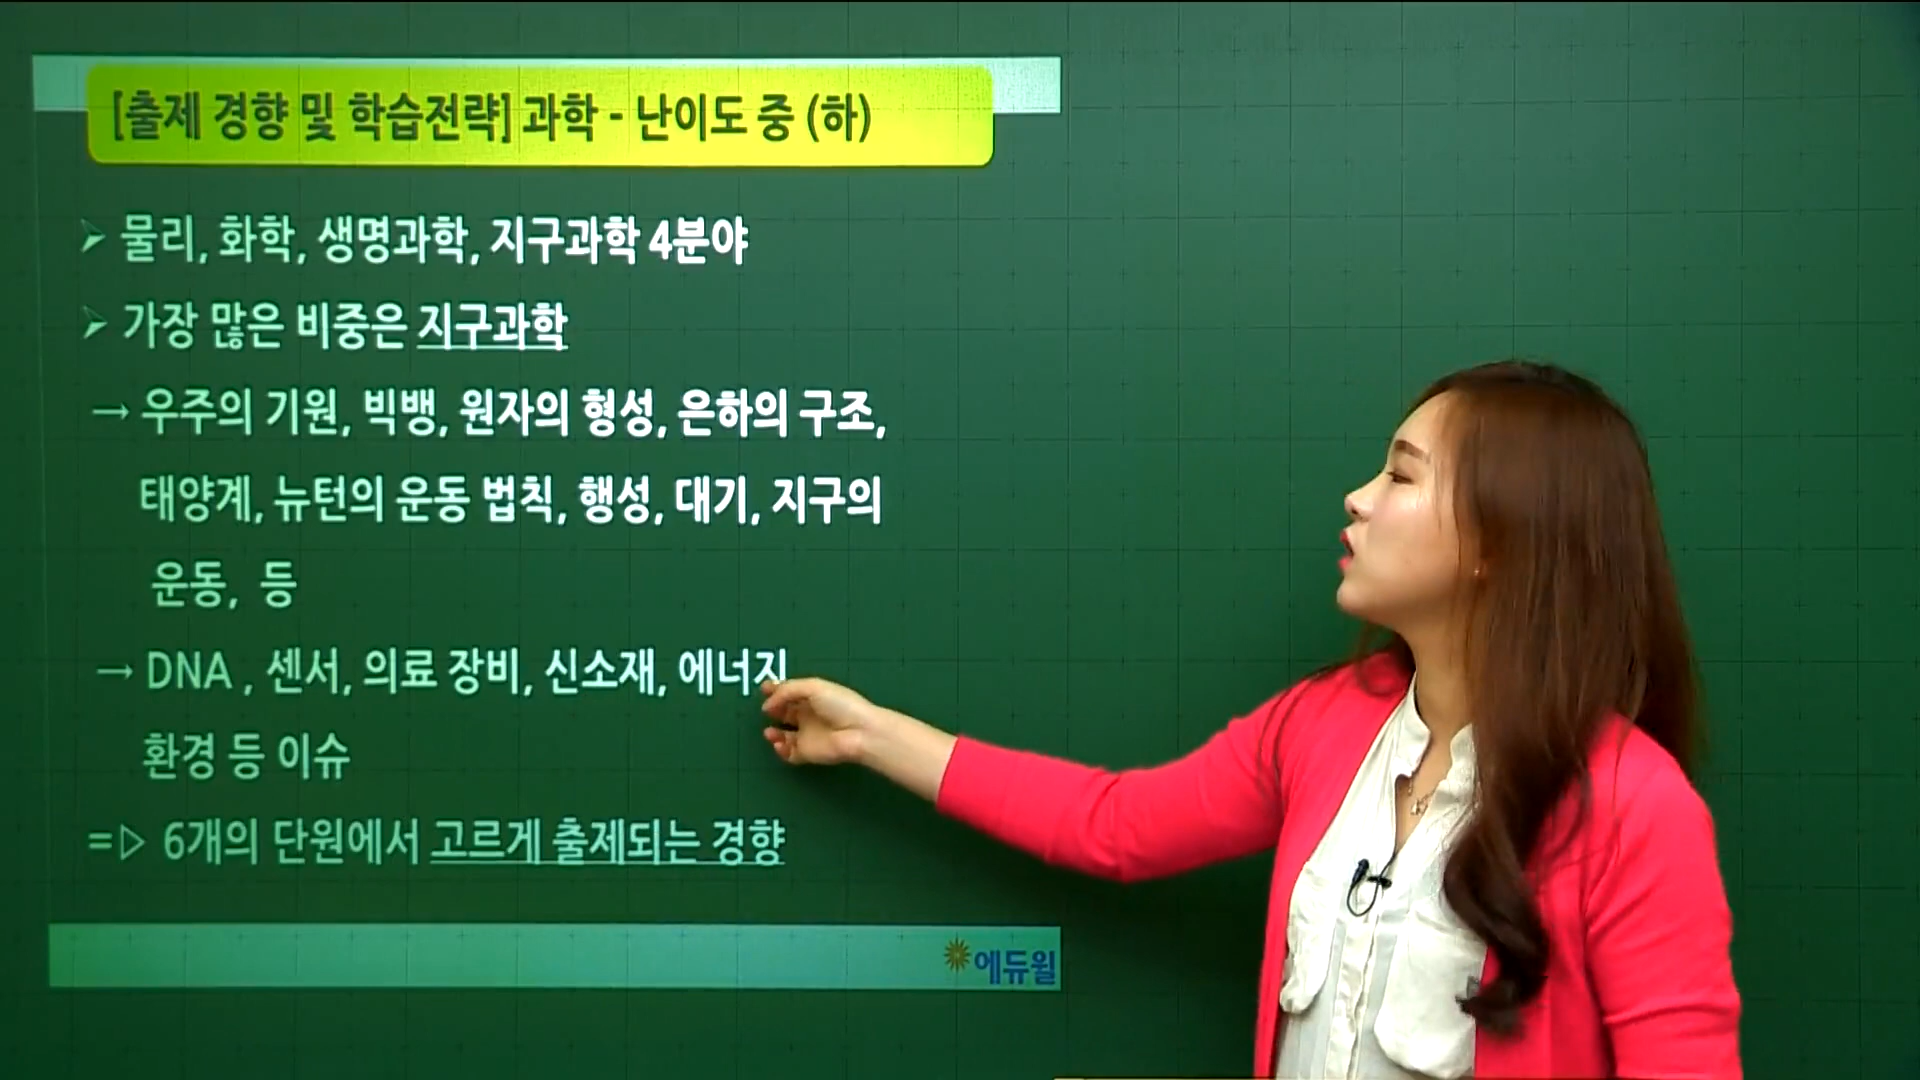 [출제 경향 및 학습전략] 과학 - 난이도 중 (하)
➢ 물리, 화학, 생명과학, 지구과학 4분야
➢ 가장 많은 비중은 지구과학
→ 우주의 기원, 빅뱅, 원자의 형성, 은하의 구조,
태양계, 뉴턴의 운동 법칙, 행성, 대기, 지구의
운동, 등
→ DNA , 센서, 의료 장비, 신소재, 에너지
환경 등 이슈
=▷ 6개의 단원에서 고르게 출제되는 경향
에듀윌